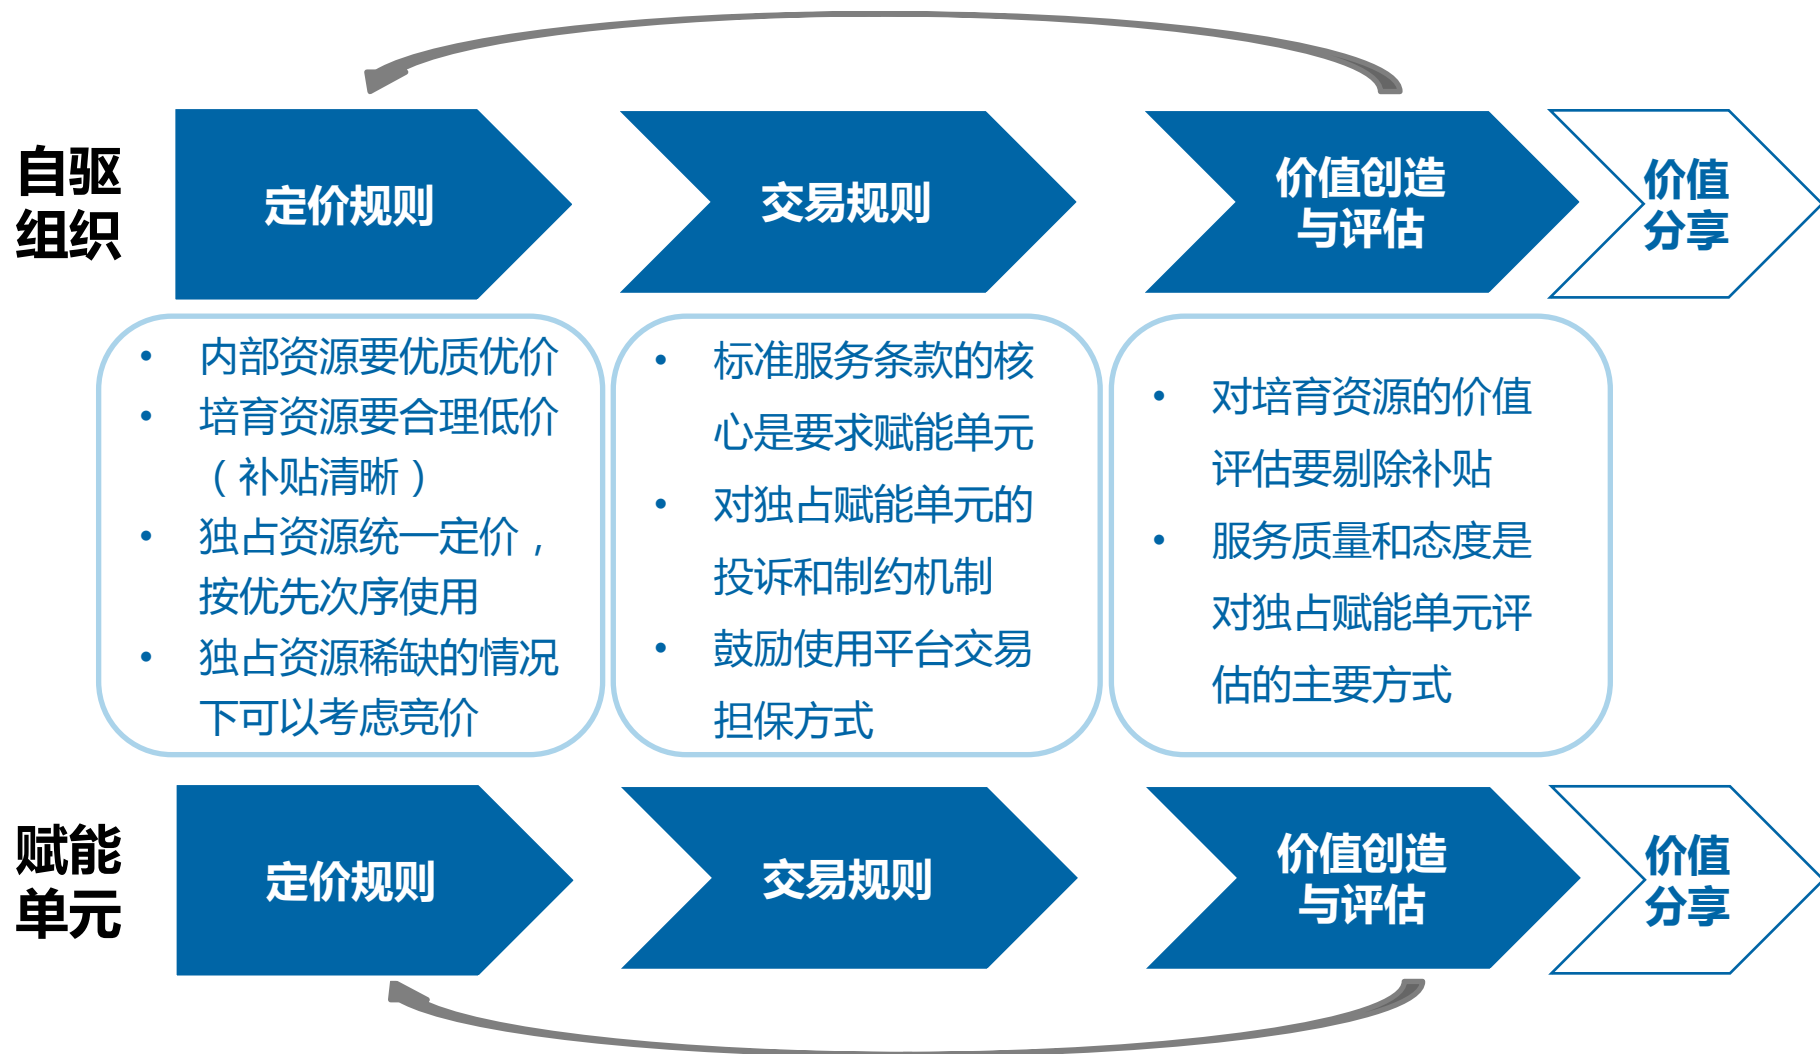 自驱
组织
定价规则
交易规则
价值创造
与评估
价值
分享
• 内部资源要优质优价
• 培育资源要合理低价
（补贴清晰）
• 独占资源统一定价，
按优先次序使用
• 独占资源稀缺的情况
下可以考虑竞价
• 标准服务条款的核
心是要求赋能单元
• 对独占赋能单元的
投诉和制约机制
• 鼓励使用平台交易
担保方式
• 对培育资源的价值
评估要剔除补贴
• 服务质量和态度是
对独占赋能单元评
估的主要方式
赋能
单元
定价规则
交易规则
价值创造
与评估
价值
分享